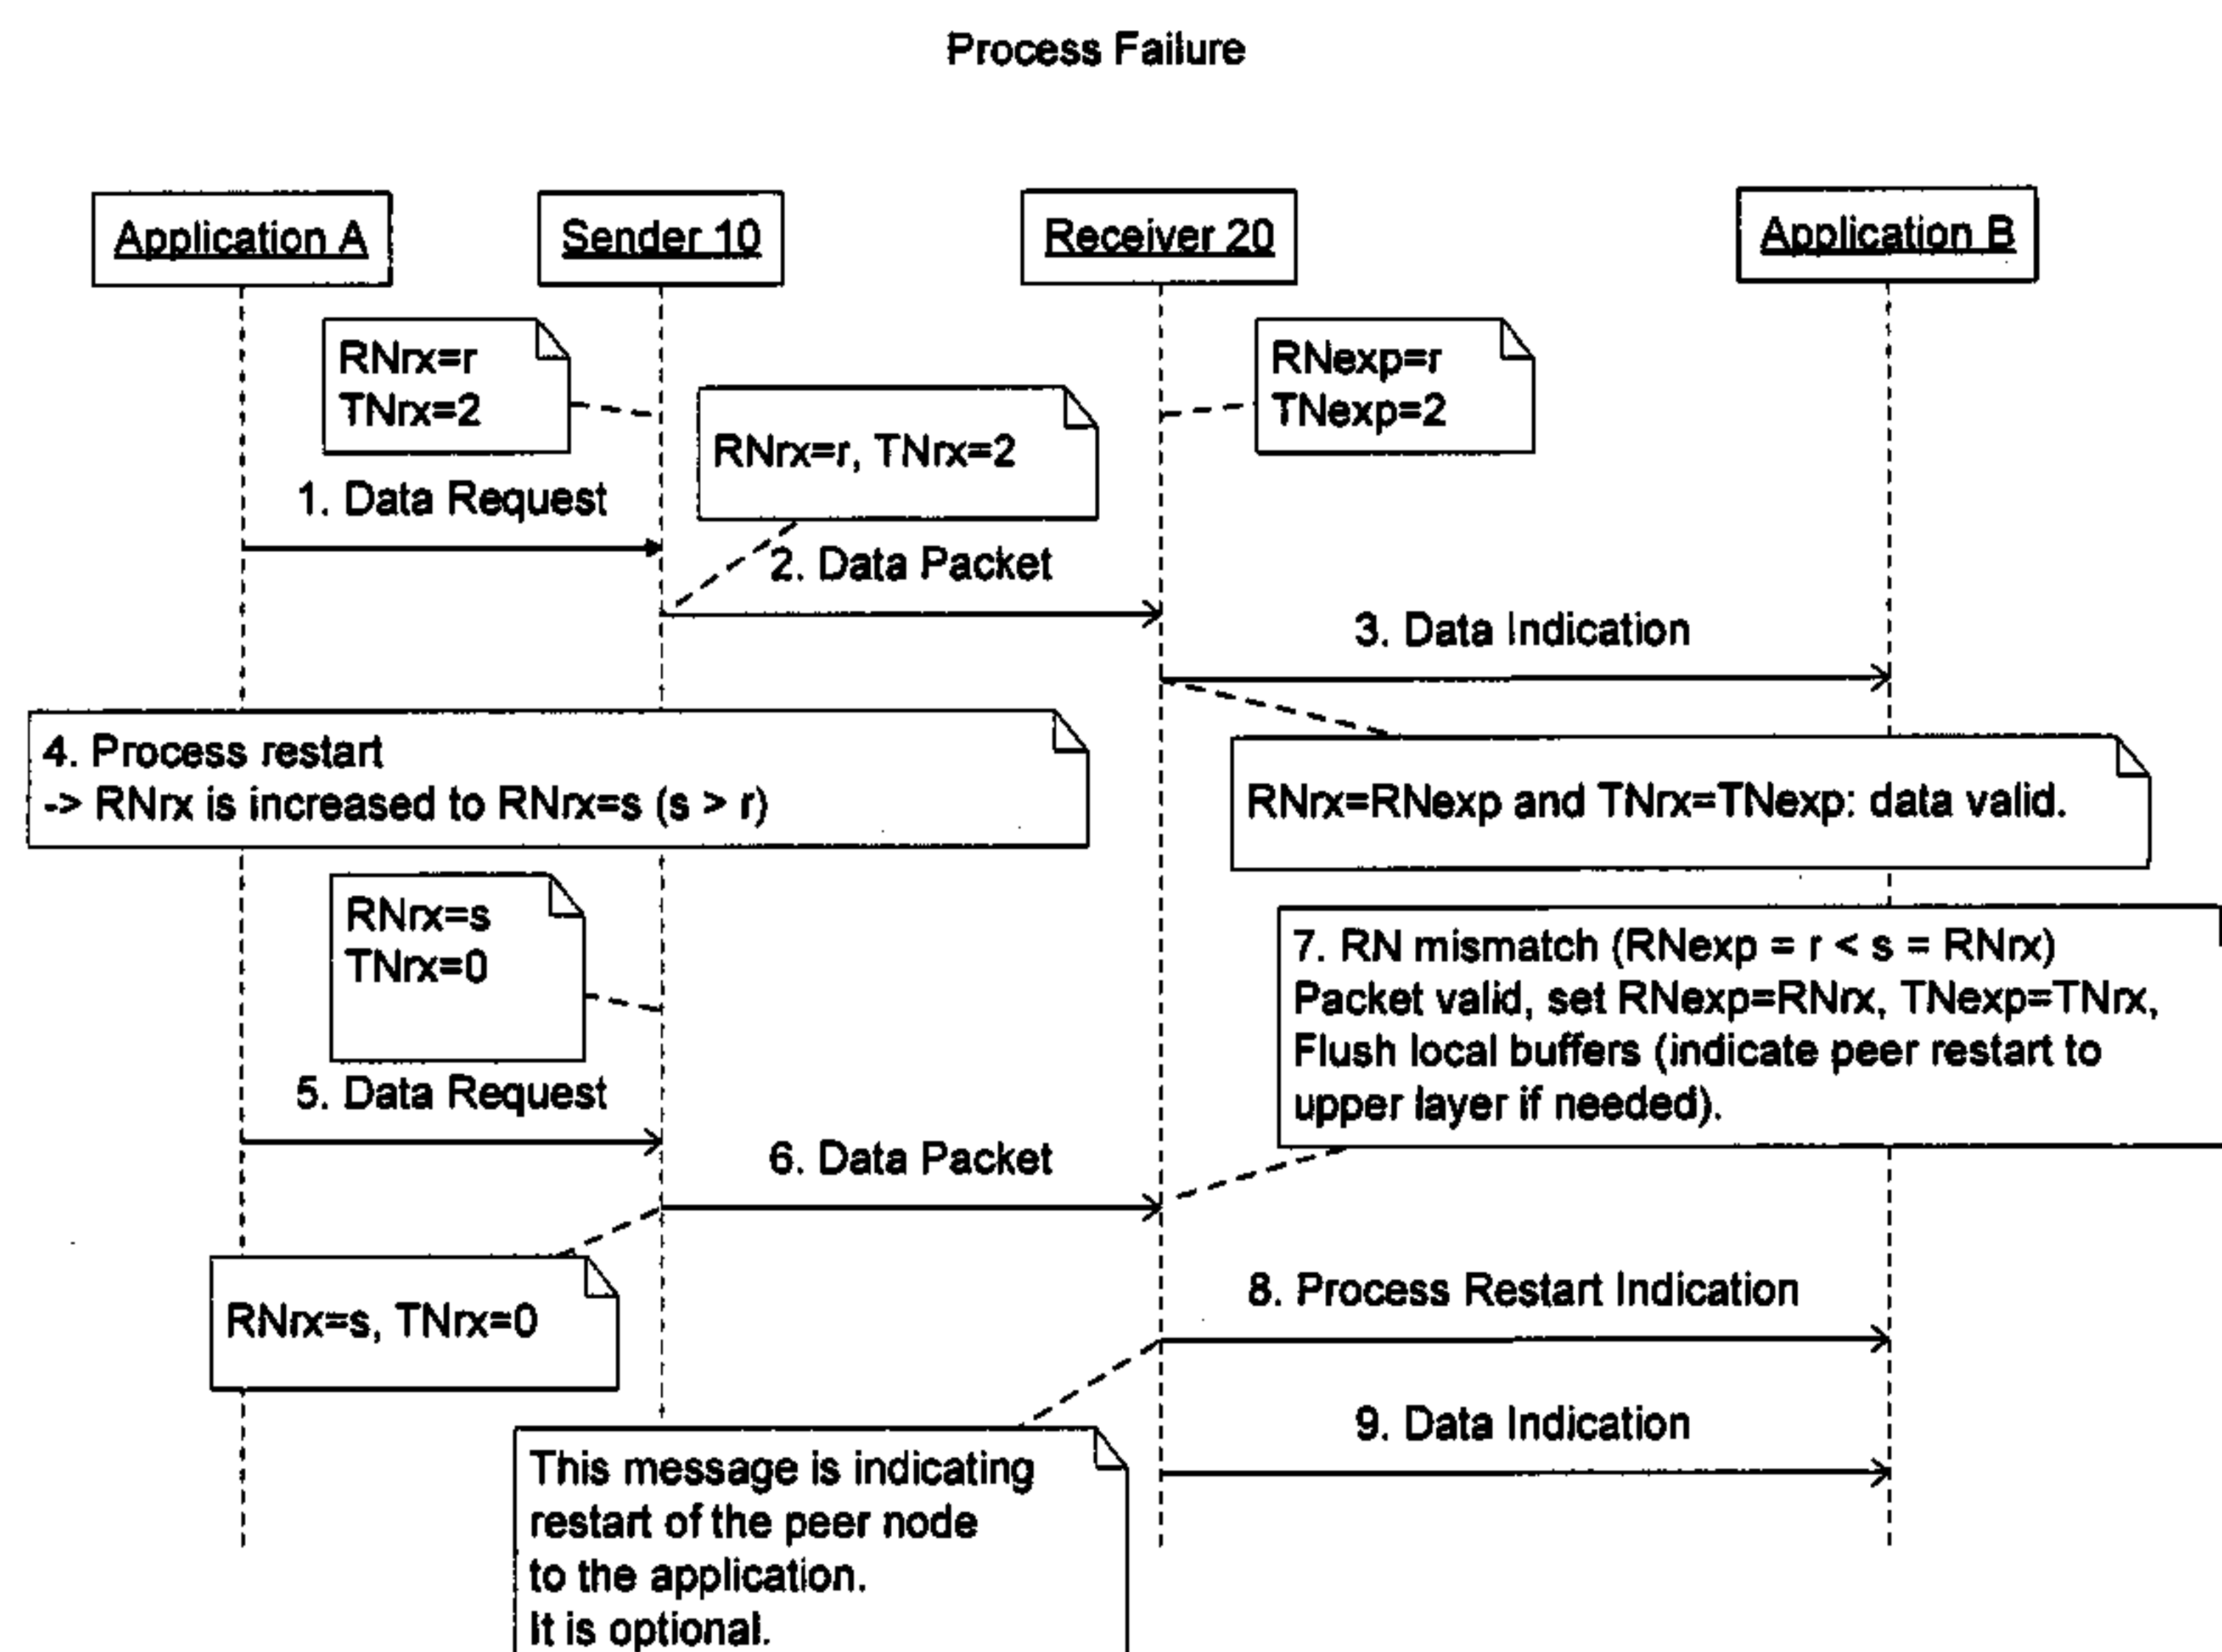 Process Failure
Application A
Sender 10
Receiver 20
Application B
RNrx=r
TNrx=2
RNrx=r, TNrx=2
RNexp=r
TNexp=2
1. Data Request
2. Data Packet
3. Data Indication
4. Process restart
-> RNrx is increased to RNrx=s (s > r)
RNrx=RNexp and TNrx=TNexp: data valid.
RNrx=s
TNrx=0
7. RN mismatch (RNexp = r < s = RNrx)
Packet valid, set RNexp=RNrx, TNexp=TNrx,
Flush local buffers (indicate peer restart to
upper layer if needed).
5. Data Request
6. Data Packet
RNrx=s, TNrx=0
8. Process Restart Indication
9. Data Indication
This message is indicating
restart of the peer node
to the application.
It is optional.